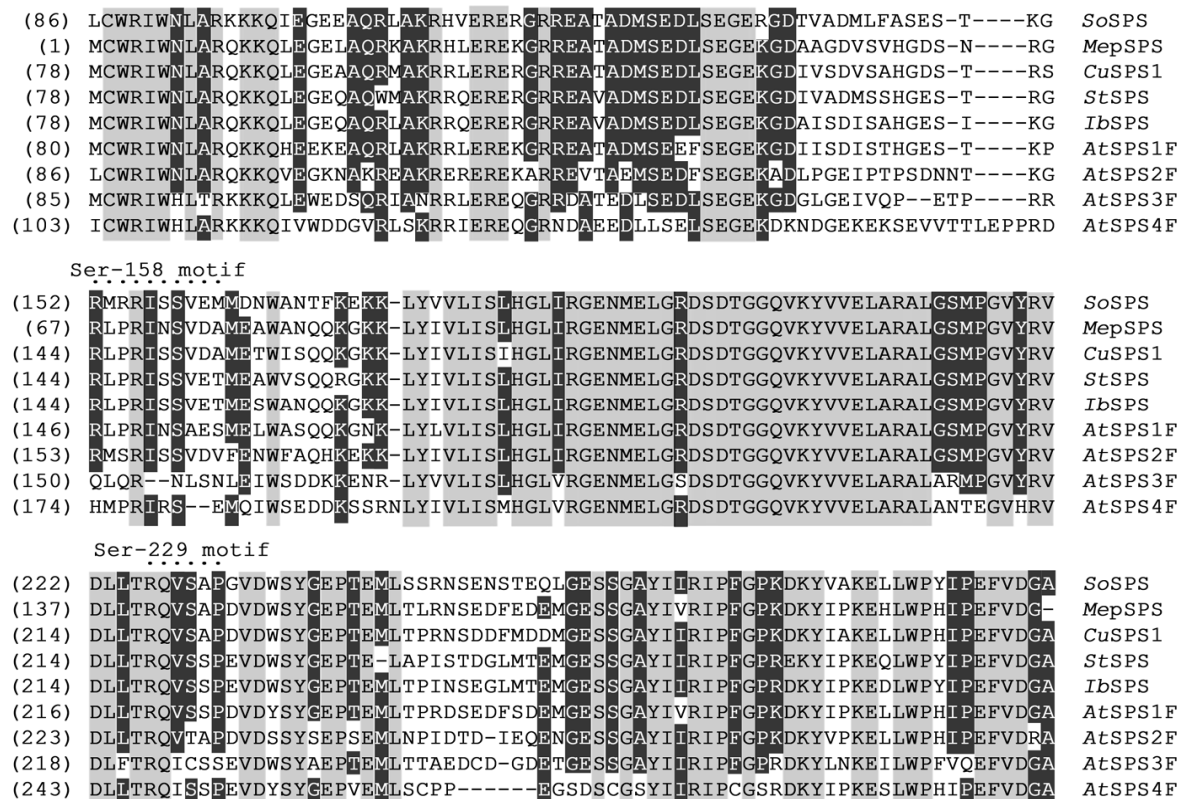 (86) LCWRIWNLARKKKQIEGEEAQRLAKRHVERERGRREATADMSEDLSEGERGDTVADMLFASES-T----KG SoSPS
(1) MCWRIWNLARQKKQLEGELAQRKAKRHLEREKGRREATADMSEDLSEGEKGDAAGDVSVHGDS-N----RG MepSPS
(78) MCWRIWNLARQKKQLEGEAAQRMAKRRLERERGRREATADMSEDLSEGEKGDIVSDVSAHGDS-T----RS CuSPS1
(78) MCWRIWNLARQKKQLEGEQAQWMAKRRQERERGRREAVADMSEDLSEGEKGDIVADMSSHGES-T----RG StSPS
(78) MCWRIWNLARQKKQLEGEQAQRLAKRRQERERGRREAVADMSEDLSEGEKGDAISDISAHGES-I----KG IbSPS
(80) MCWRIWNLARQKKQHEEKEAQRLAKRRLEREKGRREATADMSEEFSEGEKGDIISDISTHGES-T----KP AtSPS1F
(86) LCWRIWNLARQKKQVEGKNAKREAKREREREKARREVTAEMSEDFSEGEKADLPGEIPTPSDNNT----KG AtSPS2F
(85) MCWRIWHLTRKKKQLEWEDSQRIANRRLEREQGRRDATEDLSEDLSEGEKGDGLGEIVQP--ETP----RR AtSPS3F
(103) ICWRIWHLARKKKQIVWDDGVRLSKRRIEREQGRNDAEEDLLSELSEGEKDKNDGEKEKSEVVTTLEPPRD AtSPS4F
Ser-158 motif
(152) RMRRISSVEMMDNWANTFKEKK-LYVVLISLHGLIRGENMELGRDSDTGGQVKYVVELARALGSMPGVYRV SoSPS
(67) RLPRINSVDAMEAWANQQKGKK-LYIVLISLHGLIRGENMELGRDSDTGGQVKYVVELARALGSMPGVYRV MepSPS
(144) RLPRISSVDAMETWISQQKGKK-LYIVLISIHGLIRGENMELGRDSDTGGQVKYVVELARALGSMPGVYRV CuSPS1
(144) RLPRISSVETMEAWVSQQRGKK-LYIVLISLHGLIRGENMELGRDSDTGGQVKYVVELARALGSMPGVYRV StSPS
(144) RLPRISSVETMESWANQQKGKK-LYIVLISLHGLIRGENMELGRDSDTGGQVKYVVELARALGSMPGVYRV IbSPS
(146) RLPRINSAESMELWASQQKGNK-LYLVLISLHGLIRGENMELGRDSDTGGQVKYVVELARALGSMPGVYRV AtSPS1F
(153) RMSRISSVDVFENWFAQHKEKK-LYIVLISLHGLIRGENMELGRDSDTGGQVKYVVELARALGSMPGVYRV AtSPS2F
(150) QLQR--NLSNLEIWSDDKKENR-LYVVLISLHGLVRGENMELGSDSDTGGQVKYVVELARALARMPGVYRV AtSPS3F
(174) HMPRIRS--EMQIWSEDDKSSRNLYIVLISMHGLVRGENMELGRDSDTGGQVKYVVELARALANTEGVHRV AtSPS4F
Ser-229 motif
(222) DLLTRQVSAPGVDWSYGEPTEMLSSRNSENSTEQLGESSGAYIIRIPFGPKDKYVAKELLWPYIPEFVDGA SoSPS
(137) DLLTRQVSAPDVDWSYGEPTEMLTLRNSEDFEDEMGESSGAYIVRIPFGPKDKYIPKEHLWPHIPEFVDG- MepSPS
(214) DLLTRQVSAPDVDWSYGEPTEMLTPRNSDDFMDDMGESSGAYIIRIPFGPKDKYIAKELLWPHIPEFVDGA CuSPS1
(214) DLLTRQVSSPEVDWSYGEPTE-LAPISTDGLMTEMGESSGAYIIRIPFGPREKYIPKEQLWPYIPEFVDGA StSPS
(214) DLLTRQVSSPEVDWSYGEPTEMLTPINSEGLMTEMGESSGAYIIRIPFGPRDKYIPKEDLWPYIPEFVDGA IbSPS
(216) DLLTRQVSSPDVDYSYGEPTEMLTPRDSEDFSDEMGESSGAYIVRIPFGPKDKYIPKELLWPHIPEFVDGA AtSPS1F
(223) DLLTRQVTAPDVDSSYSEPSEMLNPIDTD-IEQENGESSGAYIIRIPFGPKDKYVPKELLWPHIPEFVDRA AtSPS2F
(218) DLFTRQICSSEVDWSYAEPTEMLTTAEDCD-GDETGESSGAYIIRIPFGPRDKYLNKEILWPFVQEFVDGA AtSPS3F
(243) DLLTRQISSPEVDYSYGEPVEMLSCPP------EGSDSCGSYIIRIPCGSRDKYIPKESLWPHIPEFVDGA AtSPS4F